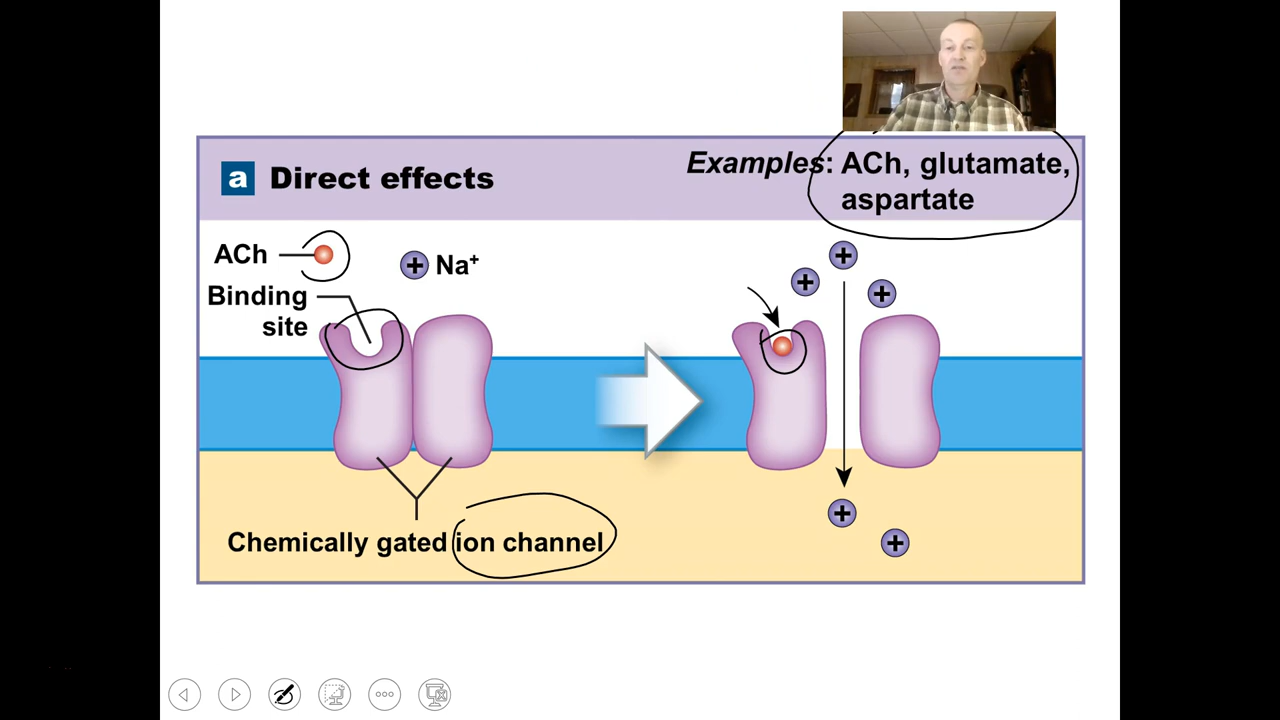 a Direct effects
Examples: ACh, glutamate,
aspartate
ACh
+ Na⁺
Binding
site
+
+
+
+
+
Chemically gated ion channel